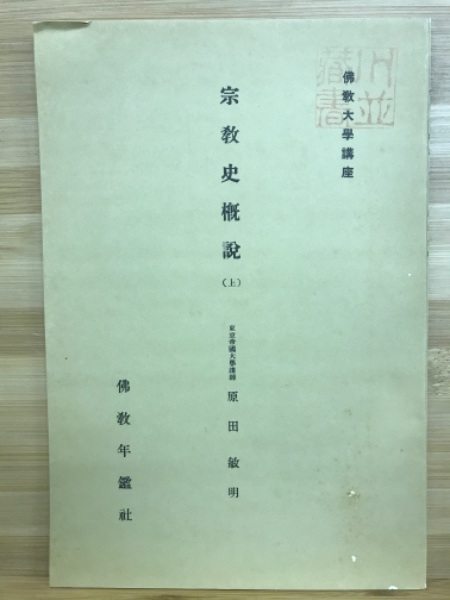 佛教大學講座
宗教史概說(上)
東京帝國大學講師 原田敏明
佛教年鑑社